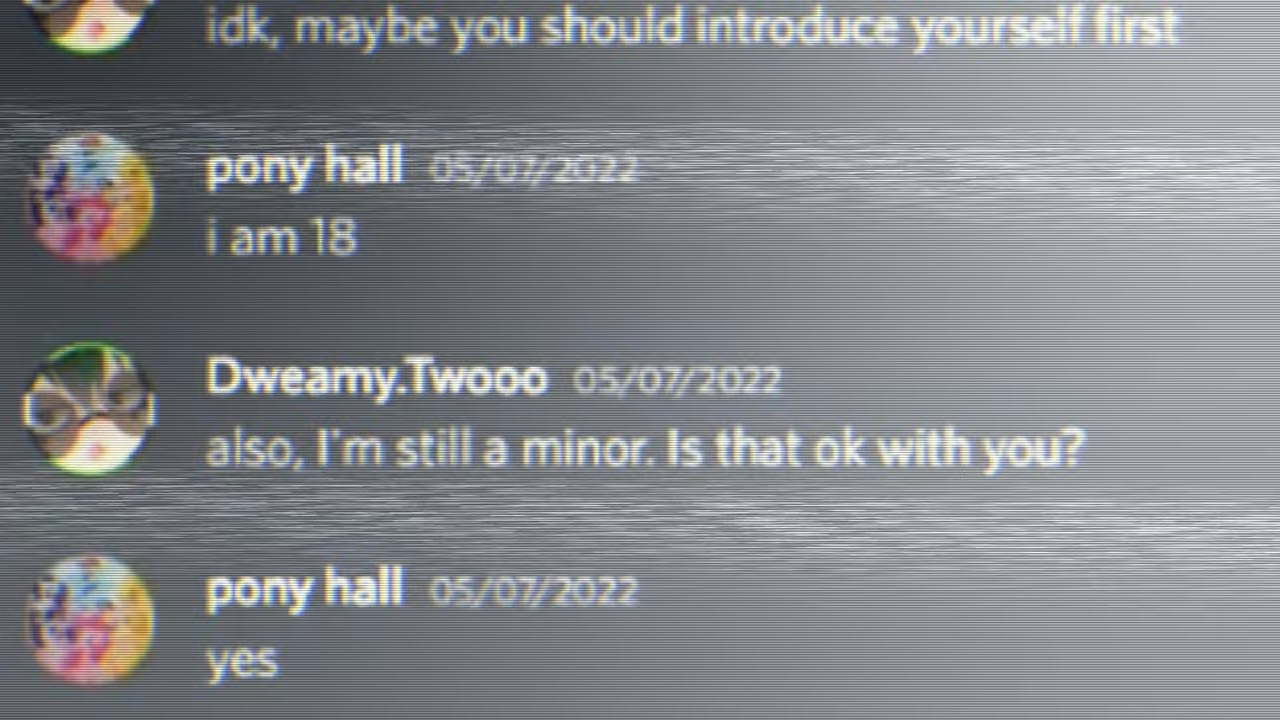 idk, maybe you should introduce yourself first
pony hall 05/07/2022
i am 18
Dweamy.Twooo 05/07/2022
also, I'm still a minor. Is that ok with you?
pony hall 05/07/2022
yes